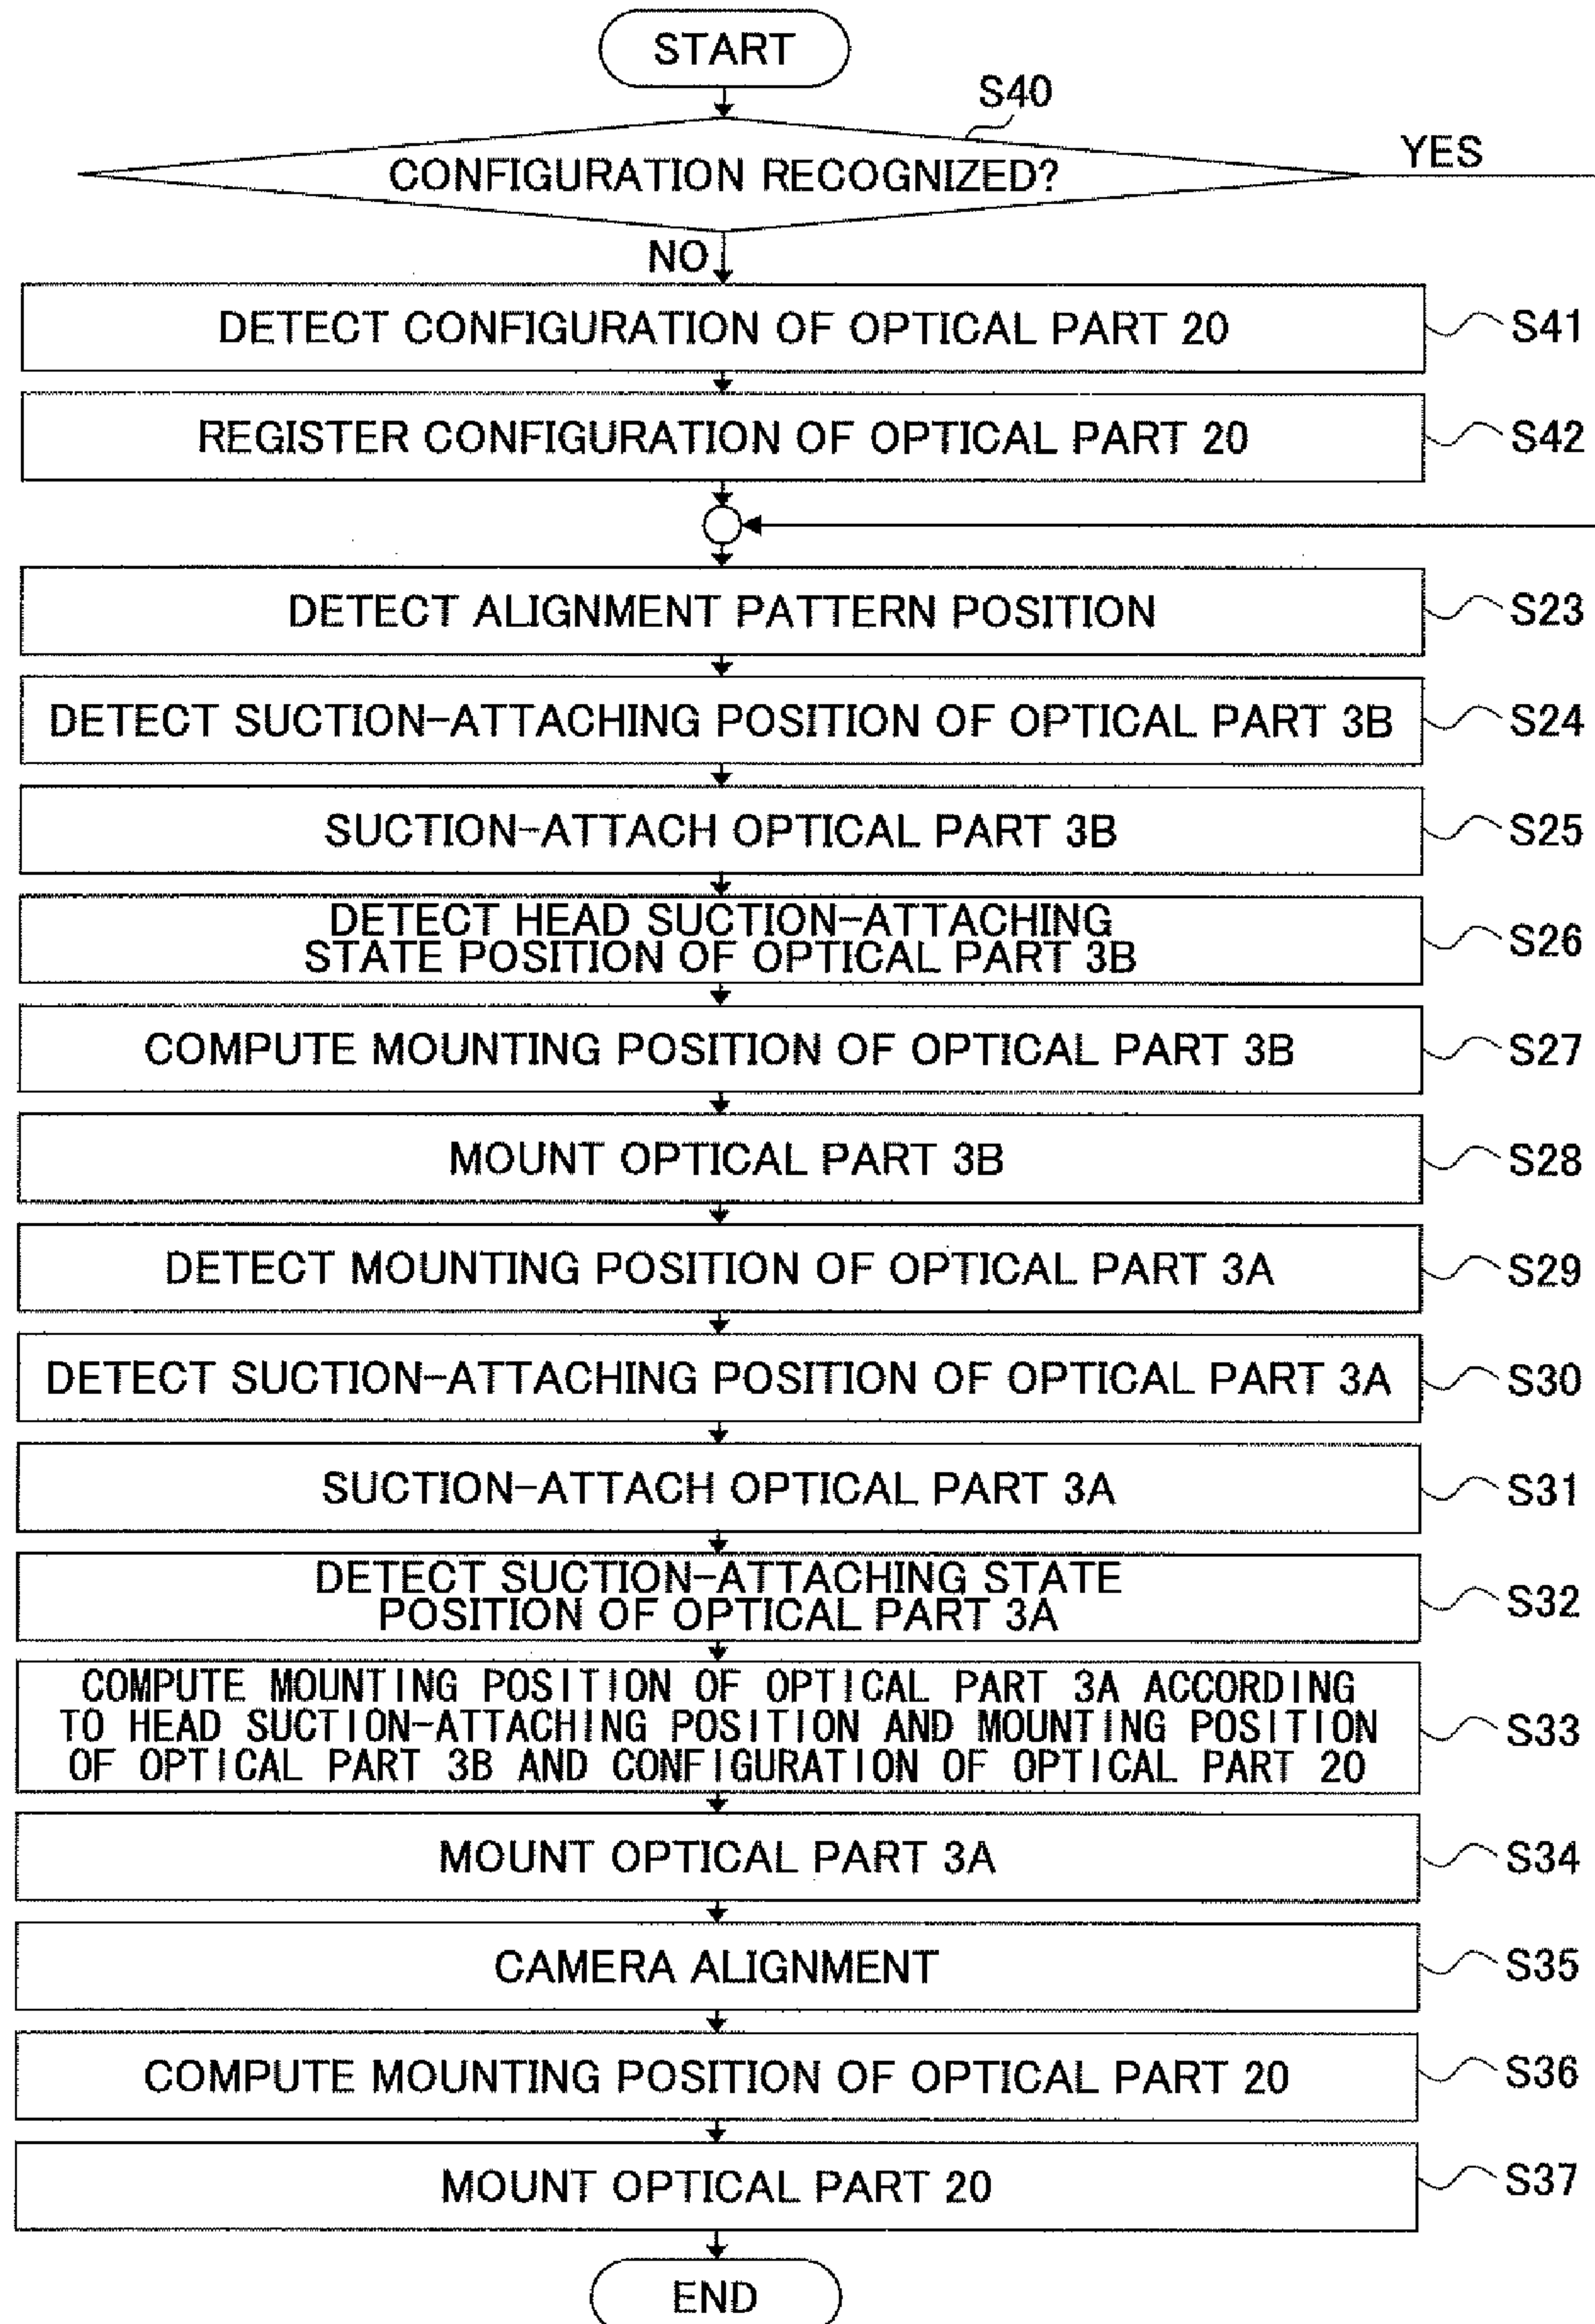 START
S40
CONFIGURATION RECOGNIZED?
YES
NO
DETECT CONFIGURATION OF OPTICAL PART 20
S41
REGISTER CONFIGURATION OF OPTICAL PART 20
S42
DETECT ALIGNMENT PATTERN POSITION
S23
DETECT SUCTION-ATTACHING POSITION OF OPTICAL PART 3B
S24
SUCTION-ATTACH OPTICAL PART 3B
S25
DETECT HEAD SUCTION-ATTACHING
STATE POSITION OF OPTICAL PART 3B
S26
COMPUTE MOUNTING POSITION OF OPTICAL PART 3B
S27
MOUNT OPTICAL PART 3B
S28
DETECT MOUNTING POSITION OF OPTICAL PART 3A
S29
DETECT SUCTION-ATTACHING POSITION OF OPTICAL PART 3A
S30
SUCTION-ATTACH OPTICAL PART 3A
S31
DETECT SUCTION-ATTACHING STATE
POSITION OF OPTICAL PART 3A
S32
COMPUTE MOUNTING POSITION OF OPTICAL PART 3A ACCORDING
TO HEAD SUCTION-ATTACHING POSITION AND MOUNTING POSITION
OF OPTICAL PART 3B AND CONFIGURATION OF OPTICAL PART 20
S33
MOUNT OPTICAL PART 3A
S34
CAMERA ALIGNMENT
S35
COMPUTE MOUNTING POSITION OF OPTICAL PART 20
S36
MOUNT OPTICAL PART 20
S37
END